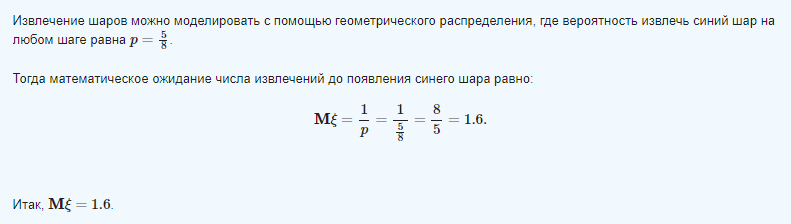 Извлечение шаров можно моделировать с помощью геометрического распределения, где вероятность извлечь синий шар на
любом шаге равна p = 5/8.
Тогда математическое ожидание числа извлечений до появления синего шара равно:
Mξ = 1/p = 1/(5/8) = 8/5 = 1.6.
Итак, Mξ = 1.6.